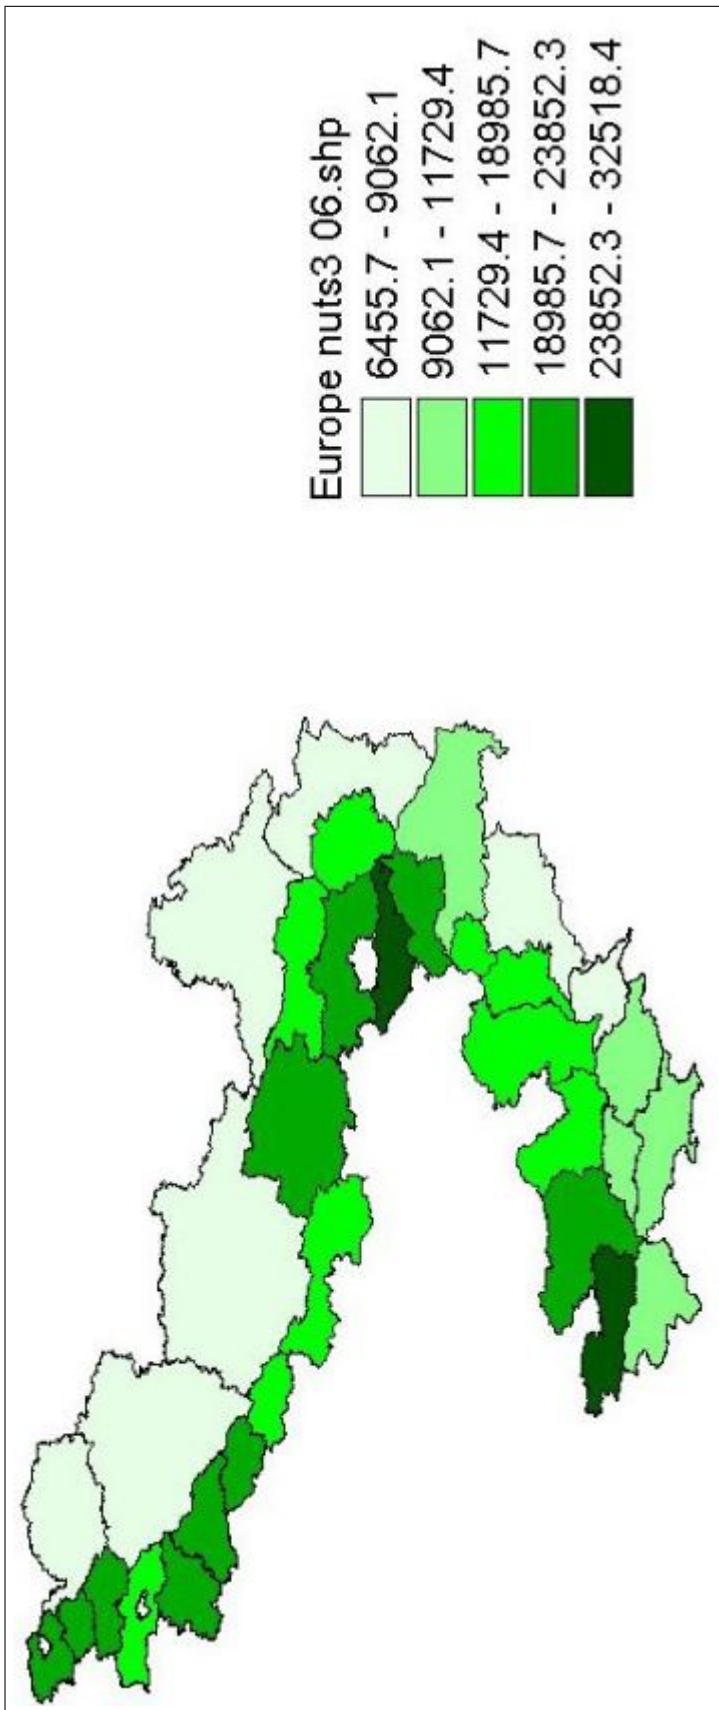 Europe nuts3 06.shp
6455.7 - 9062.1
9062.1 - 11729.4
11729.4 - 18985.7
18985.7 - 23852.3
23852.3 - 32518.4